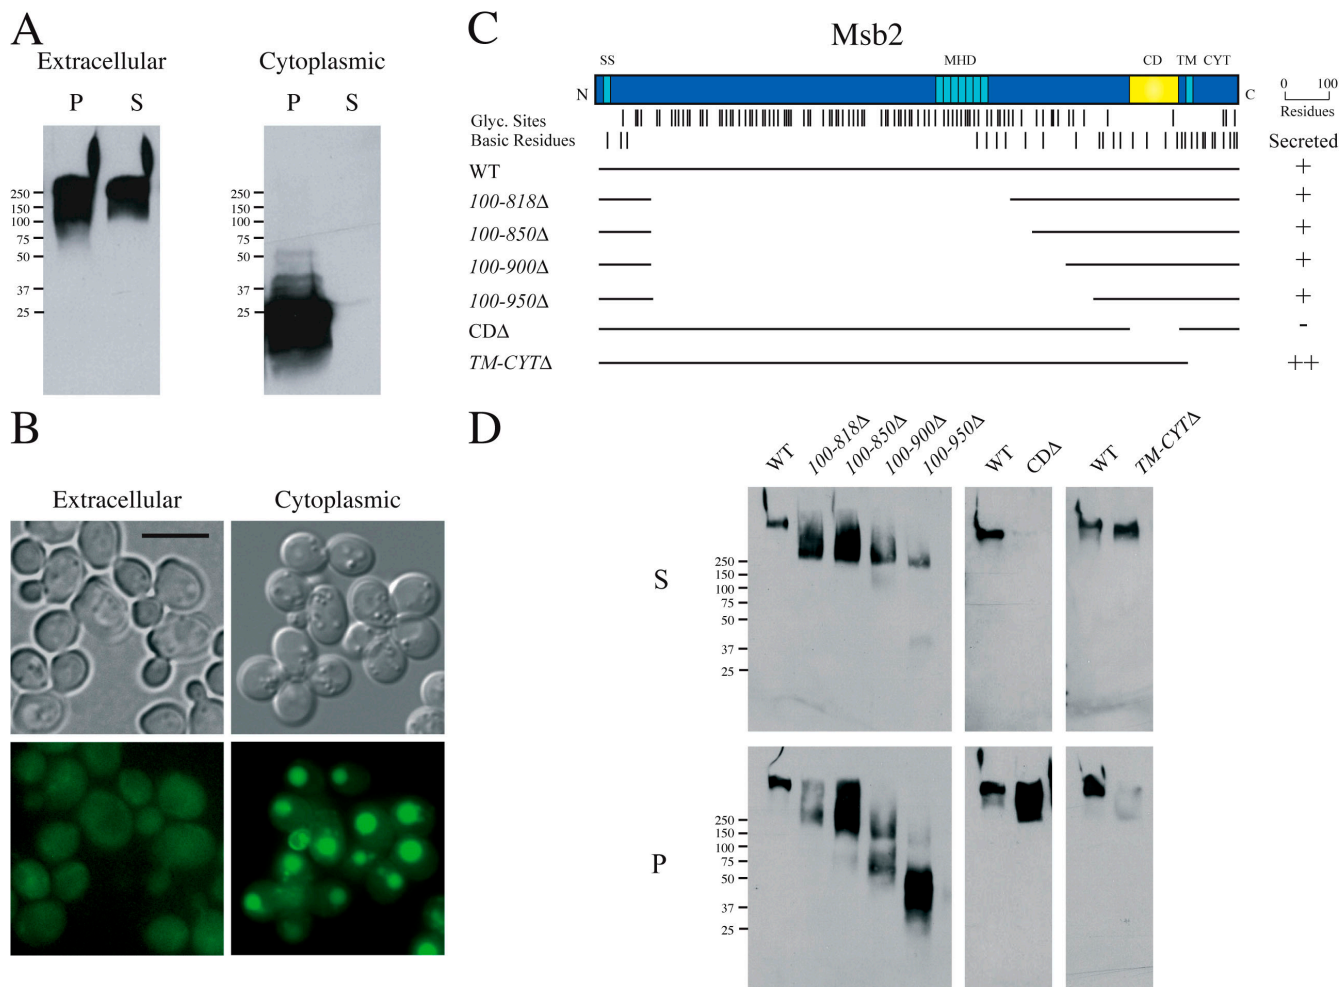 A
Extracellular
Cytoplasmic
P S
P S
250
150
100
75
50
37
25
250
150
100
75
50
37
25
B
Extracellular
Cytoplasmic
C
Msb2
SS MHD CD TM CYT
N C
0 100
Residues
Glyc. Sites
Basic Residues
Secreted
WT +
100-818Δ +
100-850Δ +
100-900Δ +
100-950Δ +
CDΔ -
TM-CYTΔ ++
D
WT 100-818Δ 100-850Δ 100-900Δ 100-950Δ
WT CDΔ
WT TM-CYTΔ
S
250
150
100
75
50
37
25
P
250
150
100
75
50
37
25